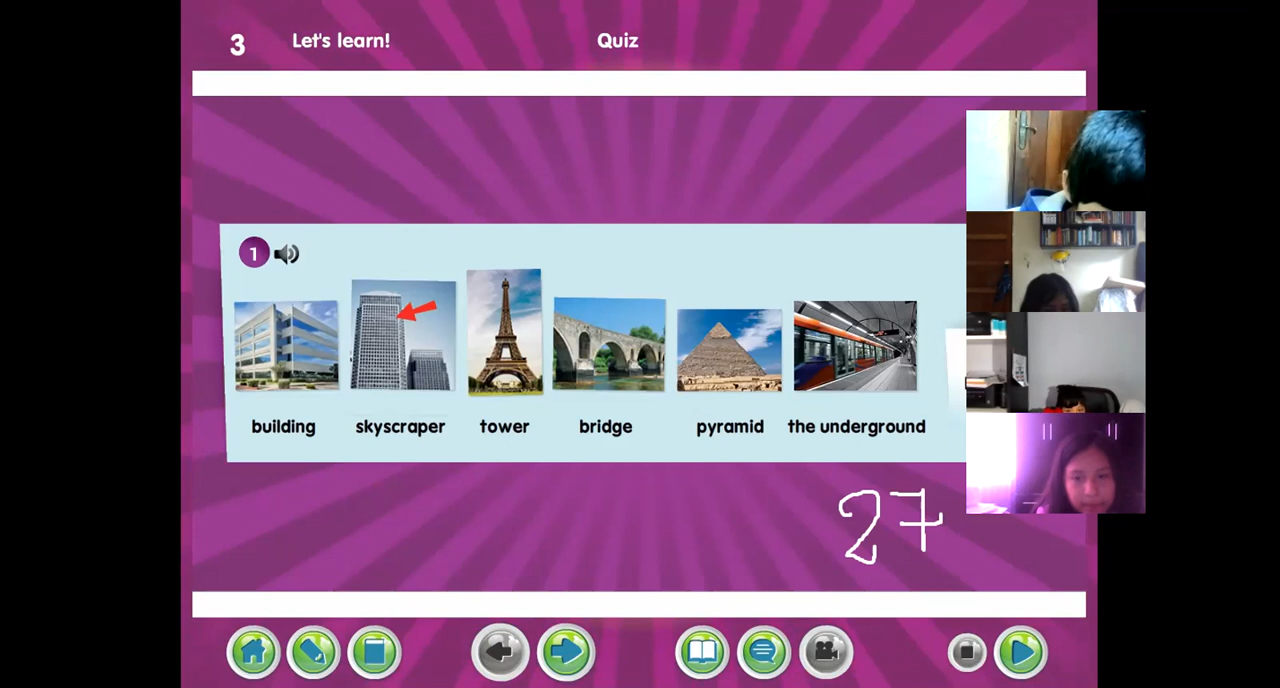 3 Let's learn! Quiz
1
building skyscraper tower bridge pyramid the underground
27